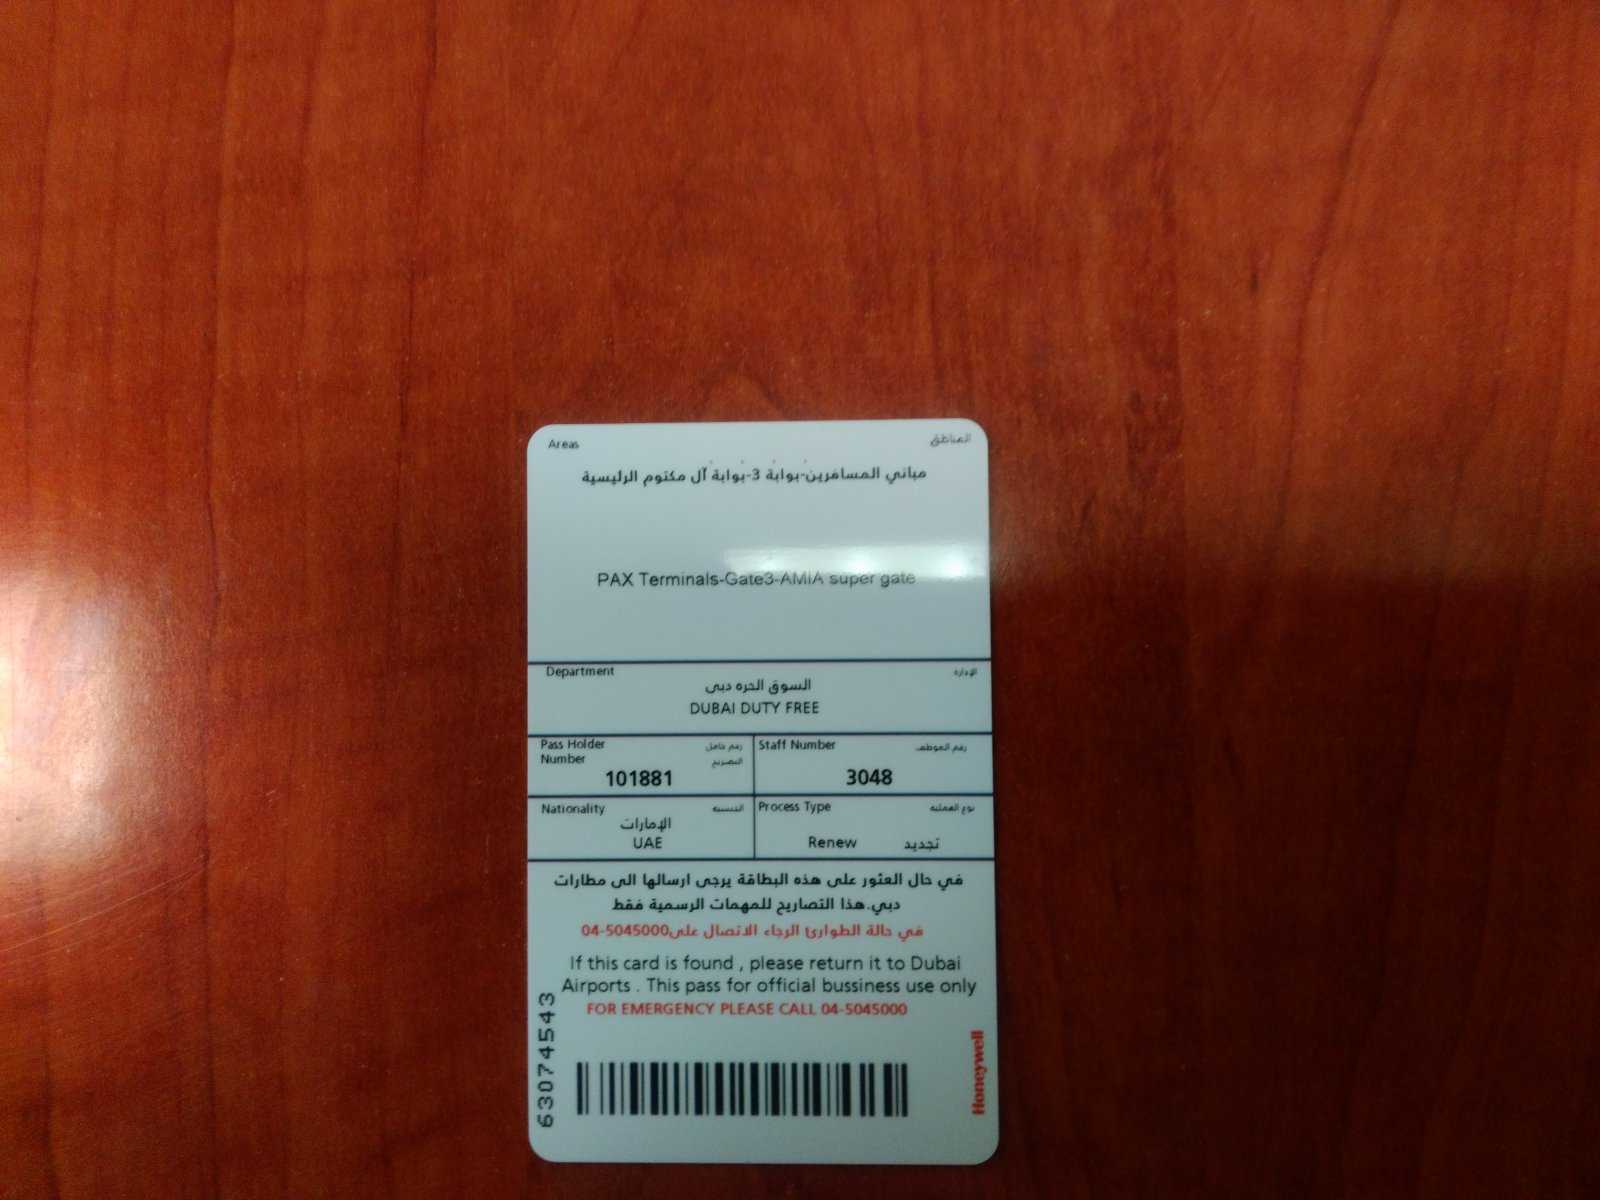 Areas المناطق
مباني المسافرين-بوابة 3-بوابة آل مكتوم الرئيسية
PAX Terminals-Gate3-AMIA super gate
Department الإدارة
السوق الحره دبى
DUBAI DUTY FREE
Pass Holder Number رقم حامل التصريح
101881
Staff Number رقم الموظف
3048
Nationality الجنسية
الإمارات
UAE
Process Type نوع العملية
Renew تجديد
في حال العثور على هذه البطاقة يرجى ارسالها الى مطارات
دبي.هذا التصاريح للمهمات الرسمية فقط
في حالة الطوارئ الرجاء الاتصال على04-5045000
If this card is found , please return it to Dubai
Airports . This pass for official bussiness use only
FOR EMERGENCY PLEASE CALL 04-5045000
63074543
Honeywell